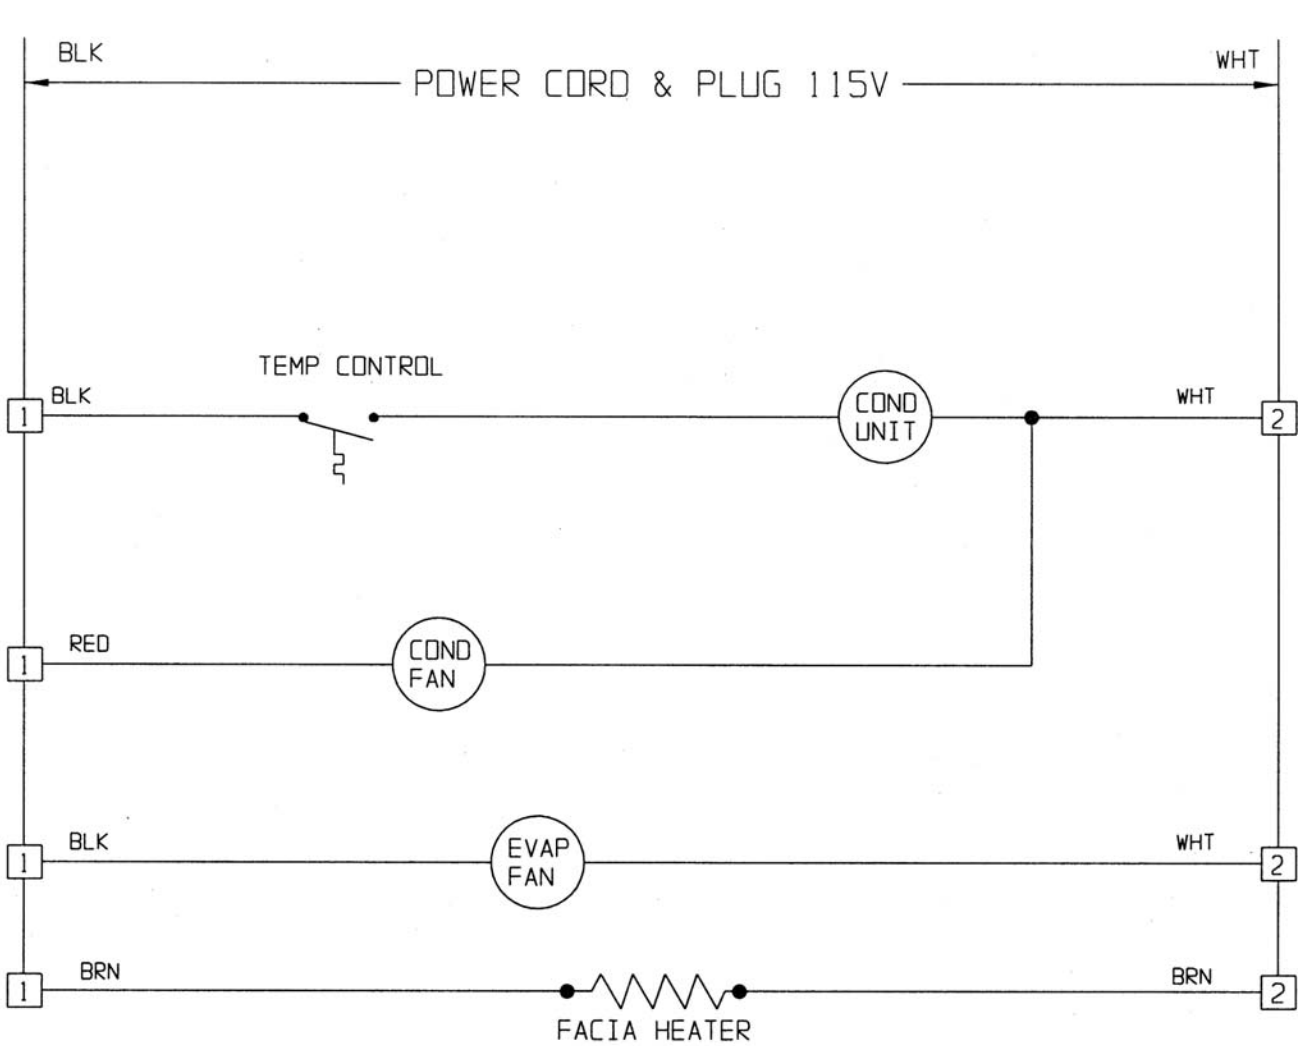 BLK
WHT
POWER CORD & PLUG 115V
TEMP CONTROL
1
BLK
COND
UNIT
WHT
2
1
RED
COND
FAN
1
BLK
EVAP
FAN
WHT
2
1
BRN
BRN
2
FACIA HEATER